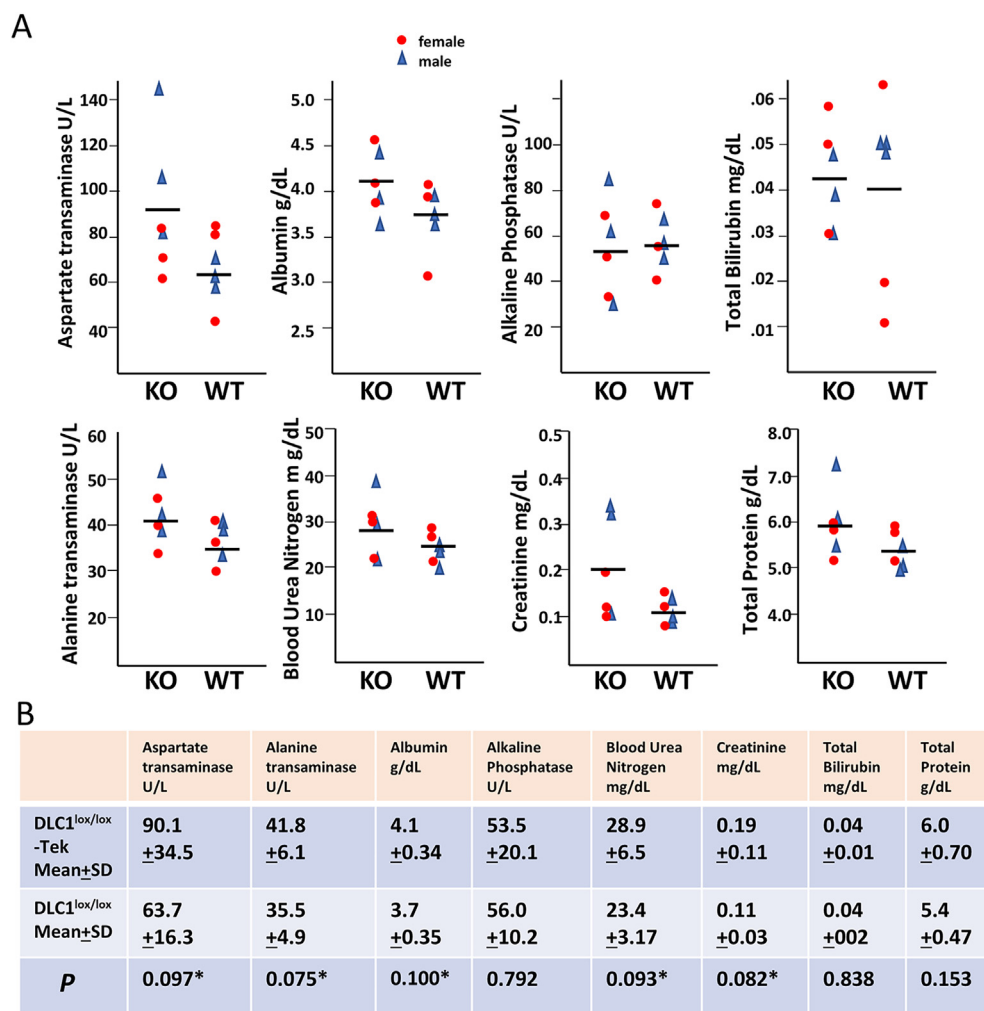 A
female
male
Aspartate transaminase U/L
140
120
100
80
60
40
KO WT
Albumin g/dL
5.0
4.5
4.0
3.5
3.0
2.5
KO WT
Alkaline Phosphatase U/L
100
80
60
40
20
KO WT
Total Bilirubin mg/dL
.06
.05
.04
.03
.02
.01
KO WT
Alanine transaminase U/L
60
50
40
30
20
KO WT
Blood Urea Nitrogen m g/dL
50
40
30
20
10
KO WT
Creatinine mg/dL
0.5
0.4
0.3
0.2
0.1
KO WT
Total Protein g/dL
8.0
7.0
6.0
5.0
4.0
KO WT
B
Aspartate transaminase U/L
Alanine transaminase U/L
Albumin g/dL
Alkaline Phosphatase U/L
Blood Urea Nitrogen mg/dL
Creatinine mg/dL
Total Bilirubin mg/dL
Total Protein g/dL
DLC1lox/lox 90.1 41.8 4.1 53.5 28.9 0.19 0.04 6.0
-Tek ±34.5 ±6.1 ±0.34 ±20.1 ±6.5 ±0.11 ±0.01 ±0.70
Mean±SD
DLC1lox/lox 63.7 35.5 3.7 56.0 23.4 0.11 0.04 5.4
Mean±SD ±16.3 ±4.9 ±0.35 ±10.2 ±3.17 ±0.03 ±002 ±0.47
P 0.097* 0.075* 0.100* 0.792 0.093* 0.082* 0.838 0.153